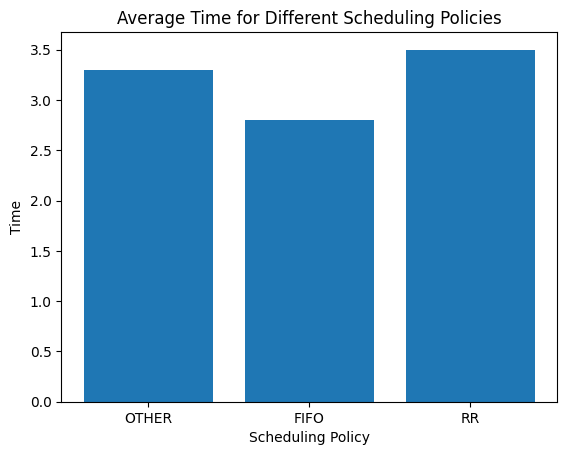 Average Time for Different Scheduling Policies
3.5
3.0
2.5
2.0
1.5
1.0
0.5
0.0
Time
OTHER FIFO RR
Scheduling Policy